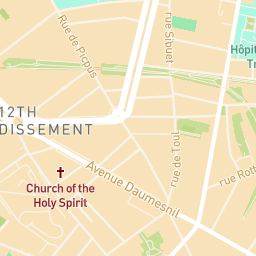 Rue de Picpus
rue Sibuet
Hôpit
Tr
12TH
DISSEMENT
Church of the
Holy Spirit
Avenue Daumesnil
rue de Toul
rue Rott